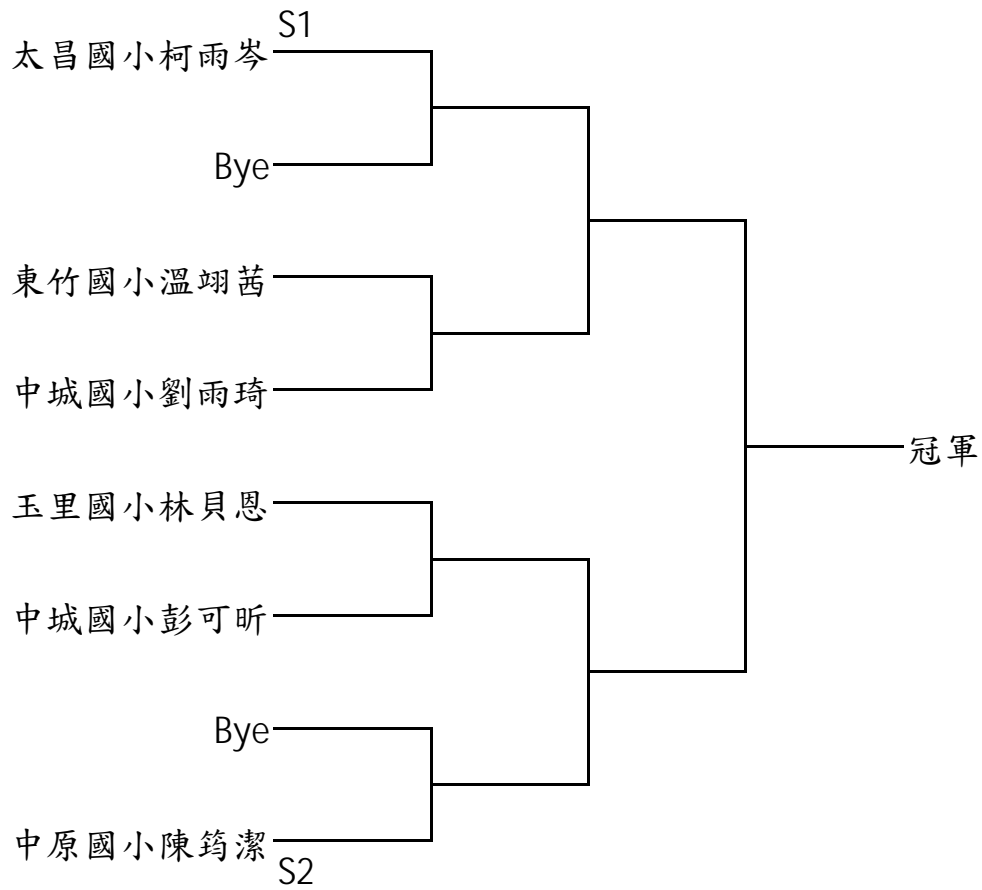 S1
太昌國小柯雨岑
Bye
東竹國小溫翊茜
中城國小劉雨琦
冠軍
玉里國小林貝恩
中城國小彭可昕
Bye
中原國小陳筠潔
S2